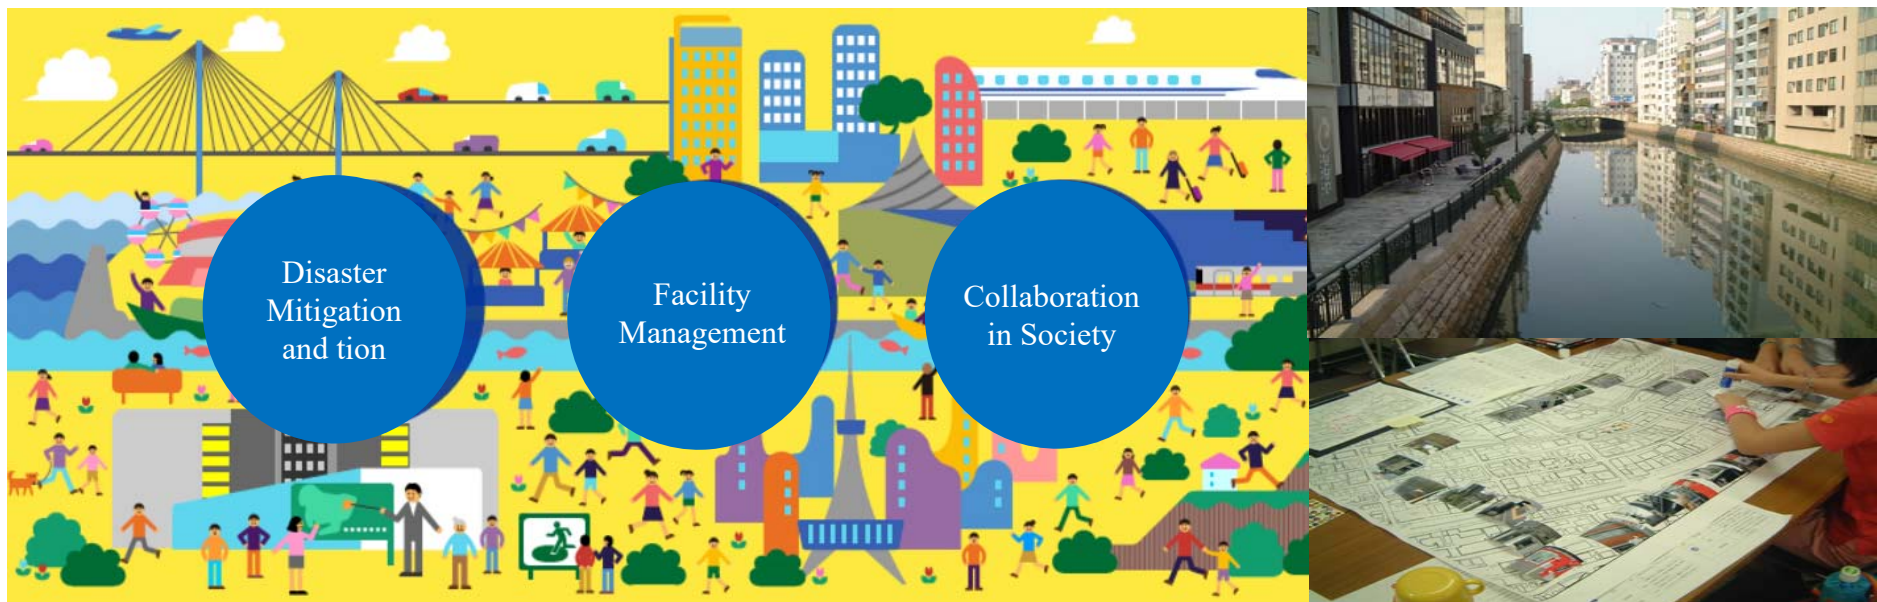 Disaster
Mitigation
and tion
Facility
Management
Collaboration
in Society